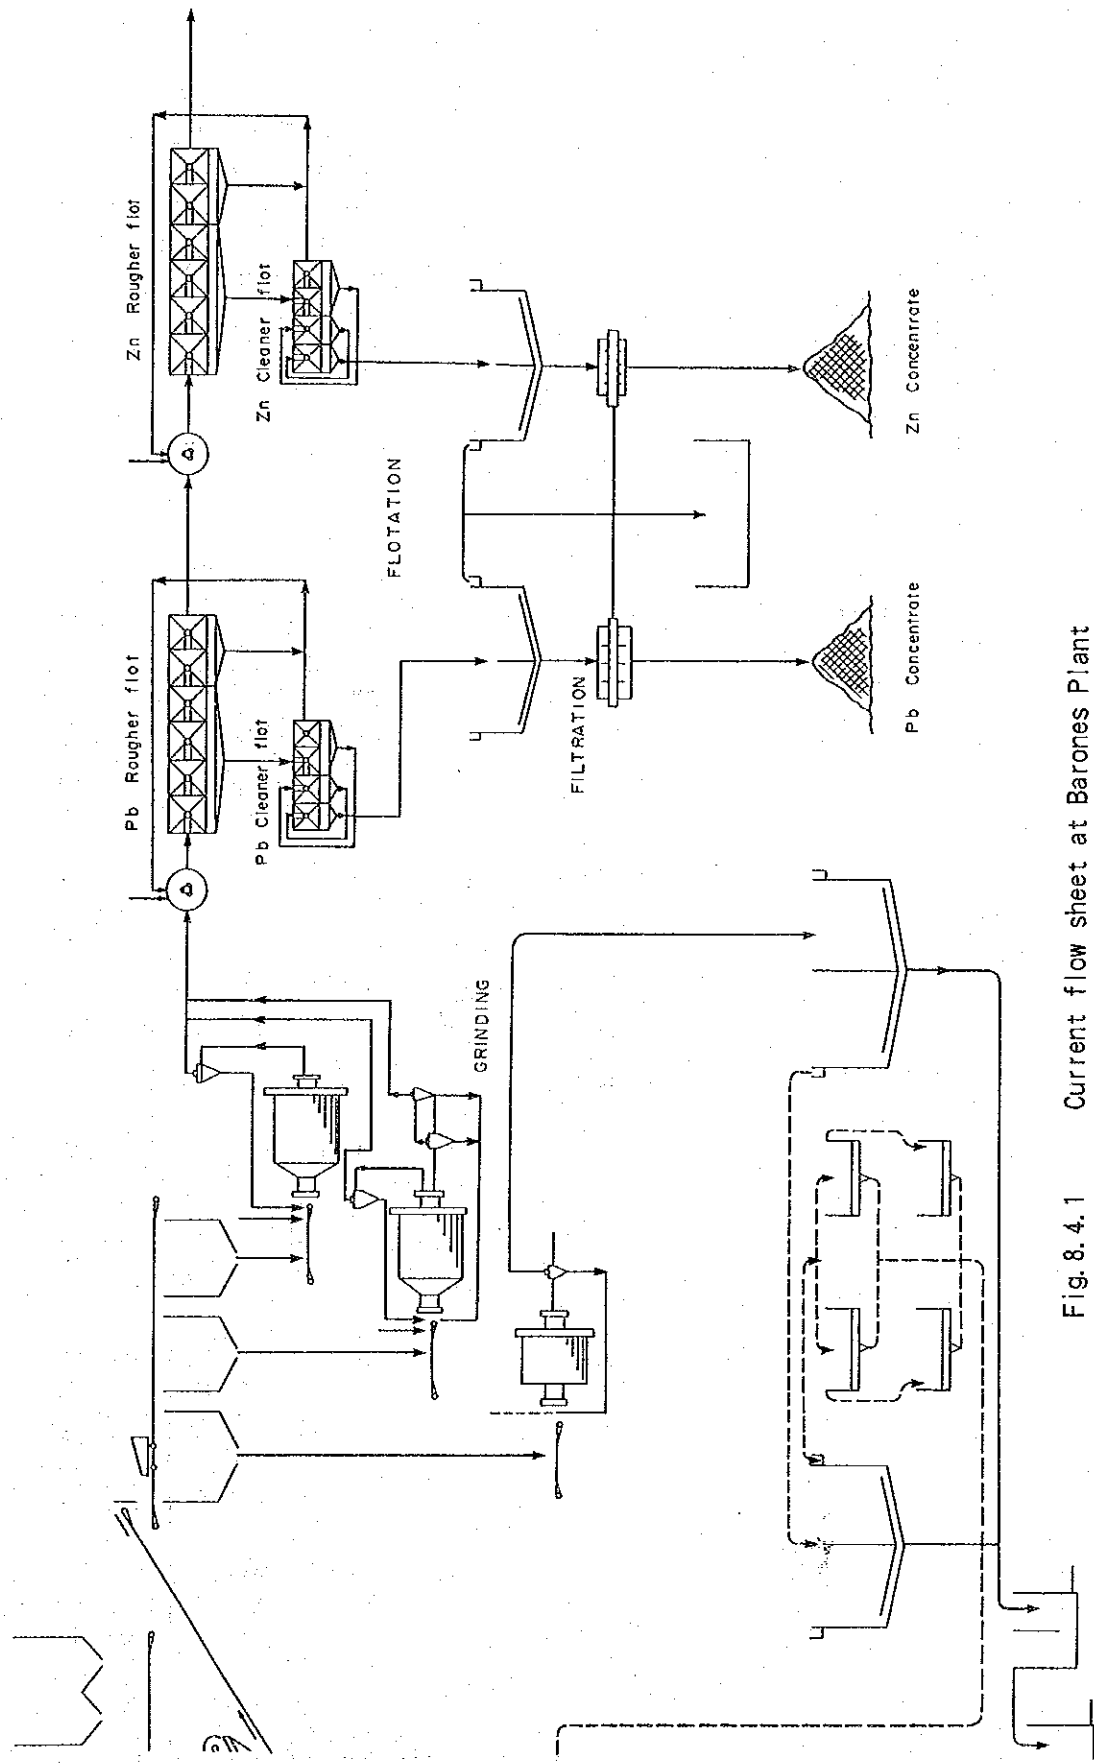 Zn Rougher flot
Zn Cleaner flot
Pb Rougher flot
Pb Cleaner flot
FLOTATION
FILTRATION
GRINDING
Zn Concentrate
Pb Concentrate
Fig. 8. 4. 1 Current flow sheet at Barones Plant